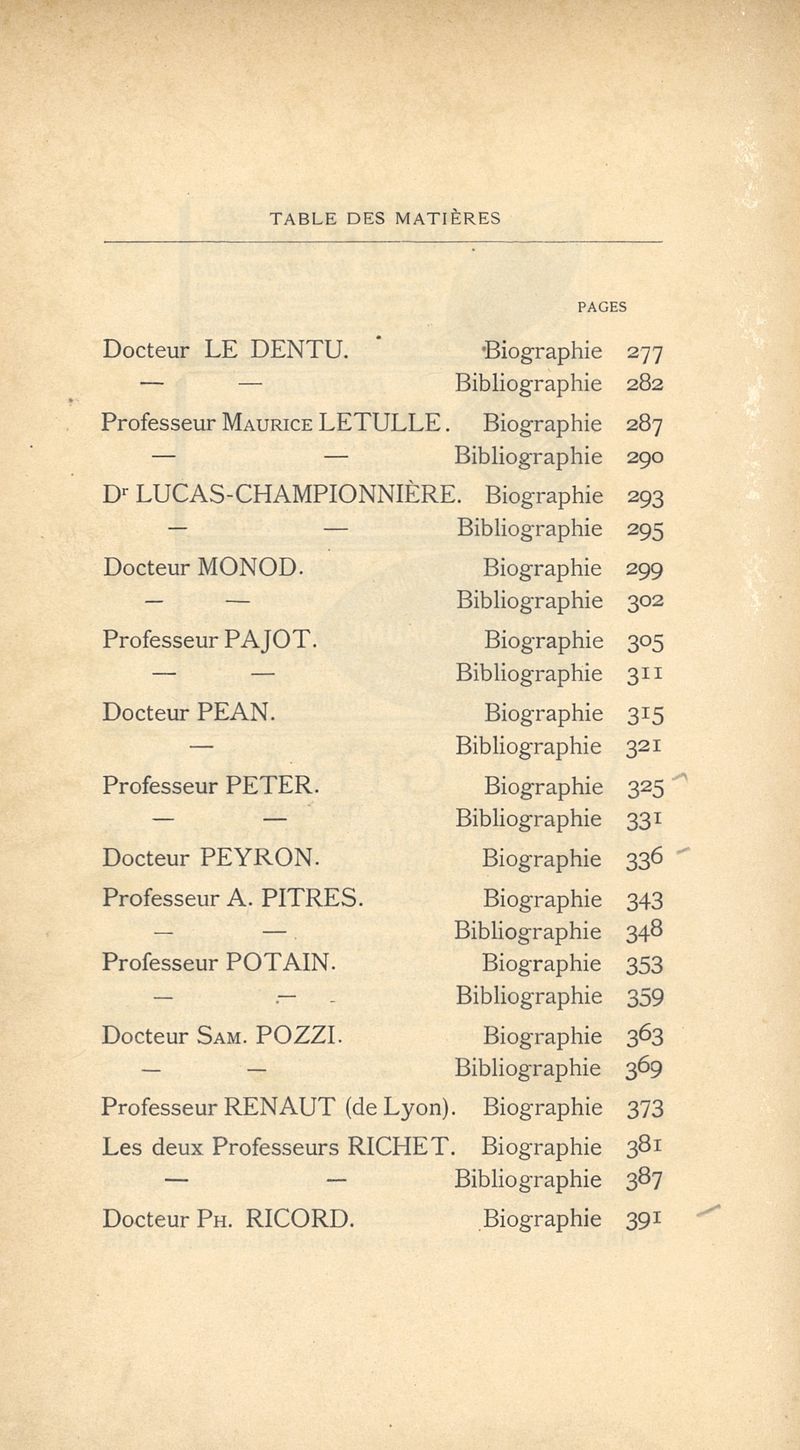 TABLE DES MATIÈRES
PAGES
Docteur LE DENTU. Biographie 277
— — Bibliographie 282
Professeur MAURICE LETULLE. Biographie 287
— — Bibliographie 290
Dr LUCAS-CHAMPIONNIÈRE. Biographie 293
— — Bibliographie 295
Docteur MONOD. Biographie 299
— — Bibliographie 302
Professeur PAJOT. Biographie 305
— — Bibliographie 311
Docteur PEAN. Biographie 315
— Bibliographie 321
Professeur PETER. Biographie 325
— — Bibliographie 331
Docteur PEYRON. Biographie 336
Professeur A. PITRES. Biographie 343
— — Bibliographie 348
Professeur POTAIN. Biographie 353
— — Bibliographie 359
Docteur SAM. POZZI. Biographie 363
— — Bibliographie 369
Professeur RENAUT (de Lyon). Biographie 373
Les deux Professeurs RICHET. Biographie 381
— — Bibliographie 387
Docteur PH. RICORD. Biographie 391